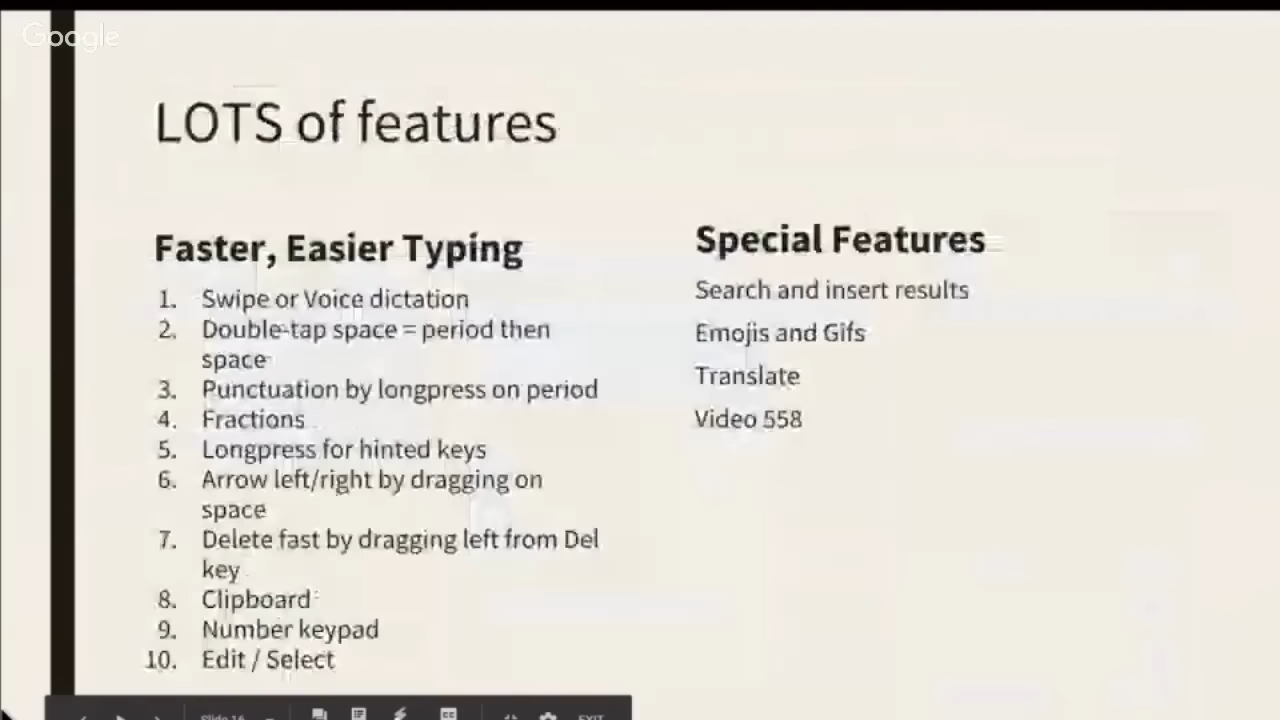 Google
LOTS of features
Faster, Easier Typing
1. Swipe or Voice dictation
2. Double-tap space = period then
space
3. Punctuation by longpress on period
4. Fractions
5. Longpress for hinted keys
6. Arrow left/right by dragging on
space
7. Delete fast by dragging left from Del
key
8. Clipboard
9. Number keypad
10. Edit / Select
Special Features
Search and insert results
Emojis and Gifs
Translate
Video 558
Slide 16
EXIT